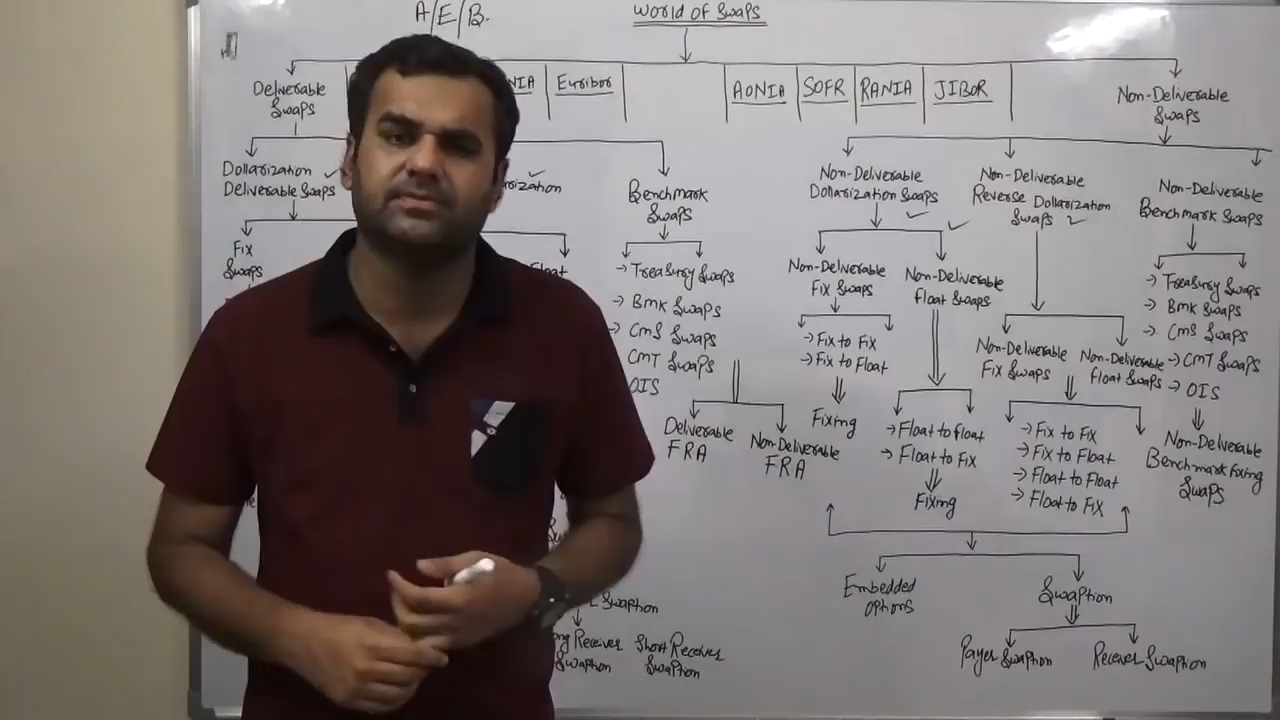 A/E/B.
World of Swaps
Deliverable
Swaps
NIA
Euribor
AONIA
SOFR
RANIA
JIBOR
Non-Deliverable
Swaps
Dollarization
Deliverable Swaps
Benchmark
Swaps
Fix
Swaps
Float
→ Treasury Swaps
→ Bmk Swaps
→ CMS Swaps
CMT Swaps
OIS
Deliverable
FRA
Non-Deliverable
FRA
Non-Deliverable
Dollarization Swaps
Non-Deliverable
Reverse Dollarization
Swaps
Non-Deliverable
Benchmark Swaps
Non-Deliverable
Fix Swaps
Non-Deliverable
Float Swaps
→ Fix to Fix
→ Fix to Float
Fixing
→ Float to Float
→ Float to Fix
Fixing
Non-Deliverable
Fix Swaps
Non-Deliverable
Float Swaps
→ Fix to Fix
→ Fix to Float
→ Float to Float
→ Float to Fix
→ Treasury Swaps
→ Bmk Swaps
→ CMS Swaps
→ CMT Swaps
→ OIS
Non-Deliverable
Benchmark Fixing
Swaps
Embedded
Options
Swaption
Payer Swaption
Receiver Swaption
Swaption
Receiver
Swaption
Short Receiver
Swaption